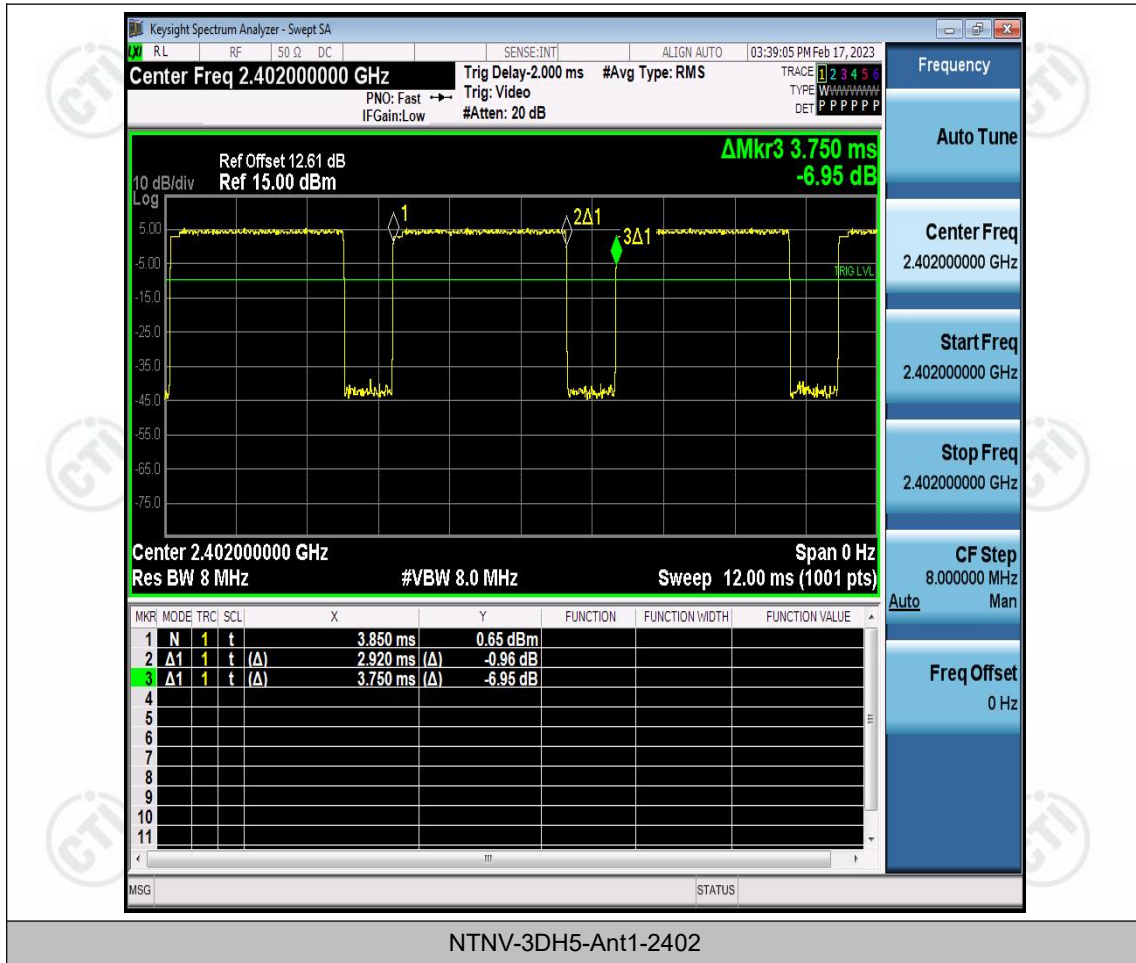 Keysight Spectrum Analyzer - Swept SA
LXI RL RF 50 Ω DC SENSE:INT ALIGN AUTO 03:39:05 PM Feb 17, 2023
Center Freq 2.402000000 GHz
PNO: Fast
IFGain:Low
Trig Delay-2.000 ms
Trig: Video
#Atten: 20 dB
#Avg Type: RMS
TRACE 1 2 3 4 5 6
TYPE WWWWWWW
DET P P P P P P
ΔMkr3 3.750 ms
-6.95 dB
Ref Offset 12.61 dB
10 dB/div Ref 15.00 dBm
Log
5.00
-5.00
-15.0
-25.0
-35.0
-45.0
-55.0
-65.0
-75.0
1
2Δ1
3Δ1
TRIG LVL
Center 2.402000000 GHz Span 0 Hz
Res BW 8 MHz #VBW 8.0 MHz Sweep 12.00 ms (1001 pts)
MKR MODE TRC SCL X Y FUNCTION FUNCTION WIDTH FUNCTION VALUE
1 N 1 t 3.850 ms 0.65 dBm
2 Δ1 1 t (Δ) 2.920 ms (Δ) -0.96 dB
3 Δ1 1 t (Δ) 3.750 ms (Δ) -6.95 dB
4
5
6
7
8
9
10
11
MSG STATUS
Frequency
Auto Tune
Center Freq
2.402000000 GHz
Start Freq
2.402000000 GHz
Stop Freq
2.402000000 GHz
CF Step
8.000000 MHz
Auto Man
Freq Offset
0 Hz
CTI
CTI
CTI
CTI
CTI
CTI
NTNV-3DH5-Ant1-2402